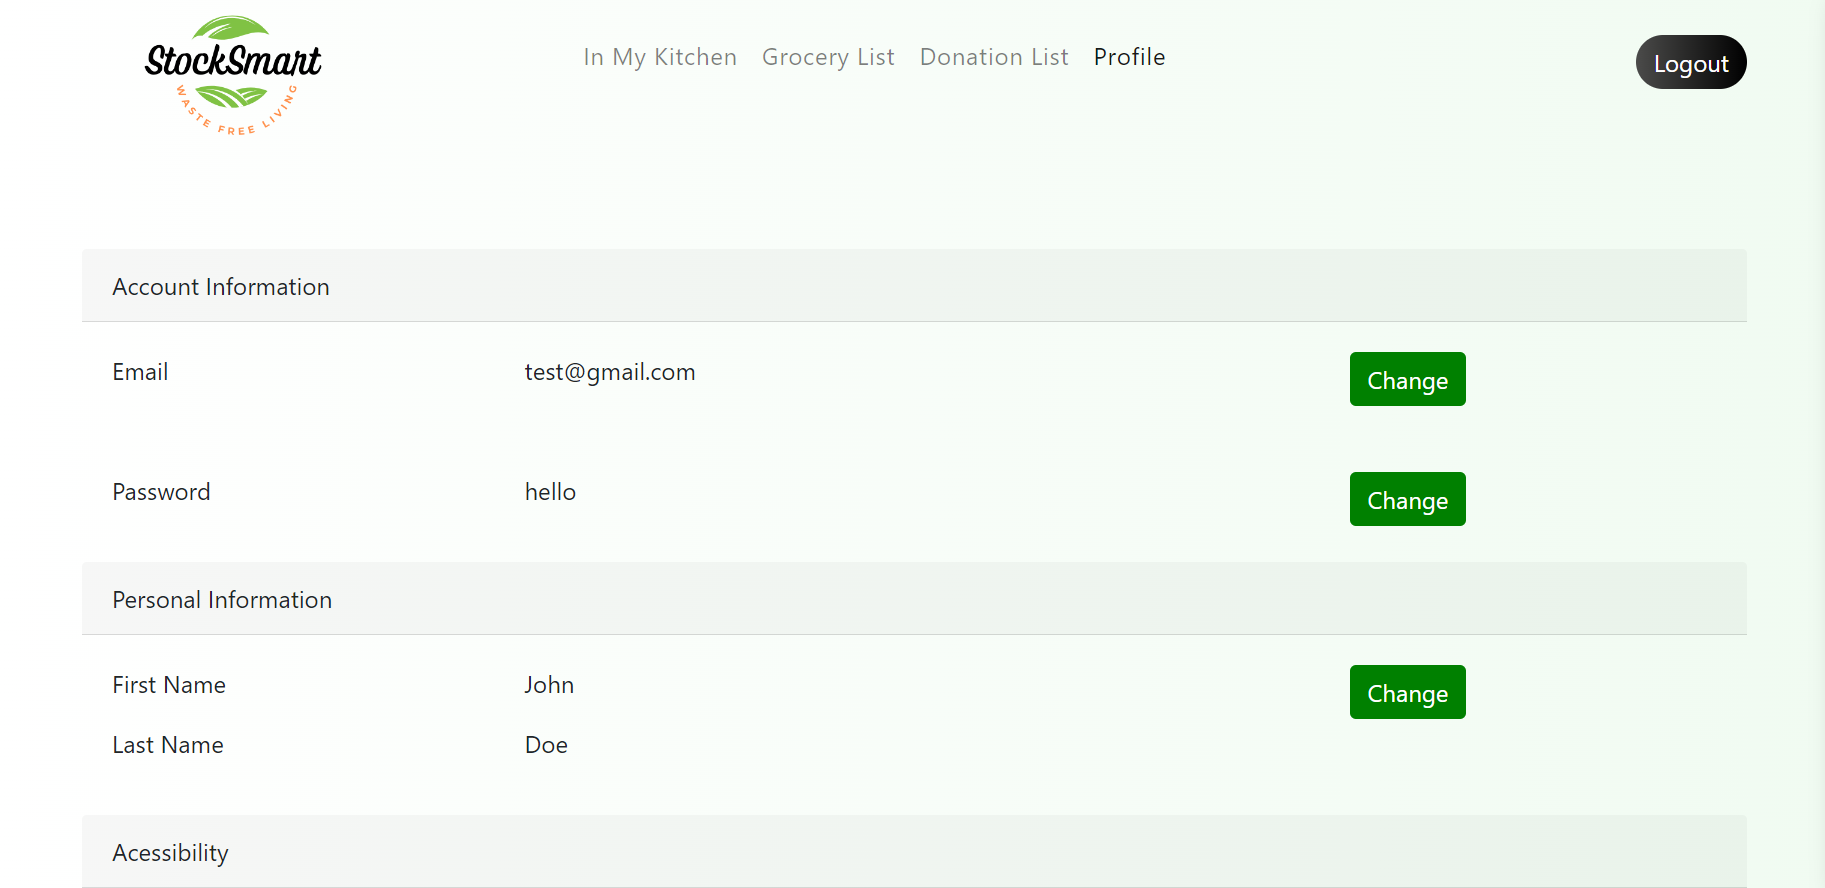 StockSmart
WASTE FREE LIVING
In My Kitchen Grocery List Donation List Profile
Logout
Account Information
Email test@gmail.com Change
Password hello Change
Personal Information
First Name John Change
Last Name Doe
Acessibility